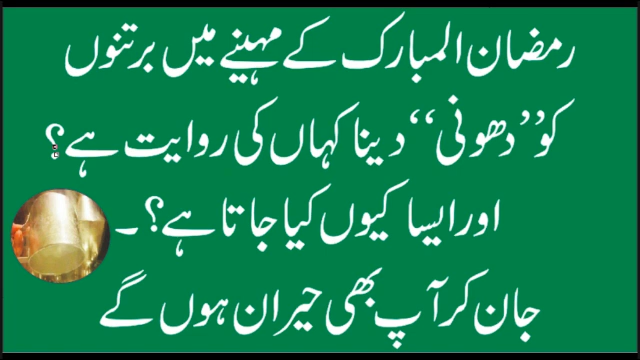 رمضان المبارک کے مہینے میں برتنوں
کو’’دھونی‘‘ دینا کہاں کی روایت ہے؟
اور ایسا کیوں کیا جاتا ہے؟۔
جان کر آپ بھی حیران ہوں گے